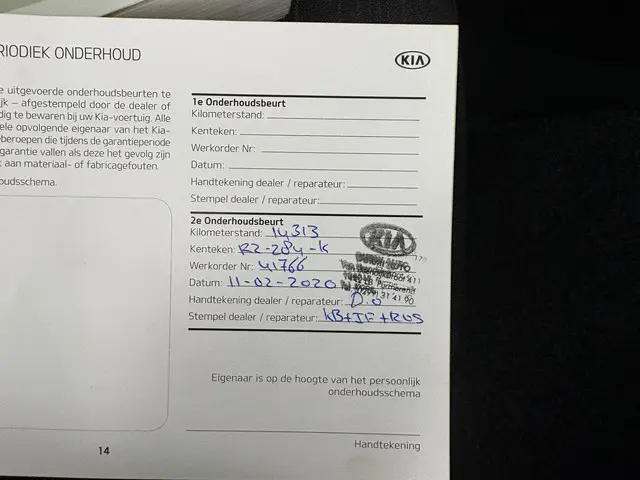 RIODIEK ONDERHOUD
KIA
e uitgevoerde onderhoudsbeurten te
jk – afgestempeld door de dealer of
dig te bewaren bij uw Kia-voertuig. Alle
ele opvolgende eigenaar van het Kia-
beroepen die tijdens de garantieperiode
garantie vallen als deze het gevolg zijn
t aan materiaal- of fabricagefouten.
oudsschema.
1e Onderhoudsbeurt
Kilometerstand:
Kenteken:
Werkorder Nr:
Datum:
Handtekening dealer / reparateur:
Stempel dealer / reparateur:
2e Onderhoudsbeurt
Kilometerstand: 14313
KIA
Kenteken: RZ-284-K
Werkorder Nr: 41766
Datum: 11-02-2020
Handtekening dealer / reparateur: D.O
Stempel dealer / reparateur: KB+IE+RUS
Eigenaar is op de hoogte van het persoonlijk
onderhoudsschema
Handtekening
14